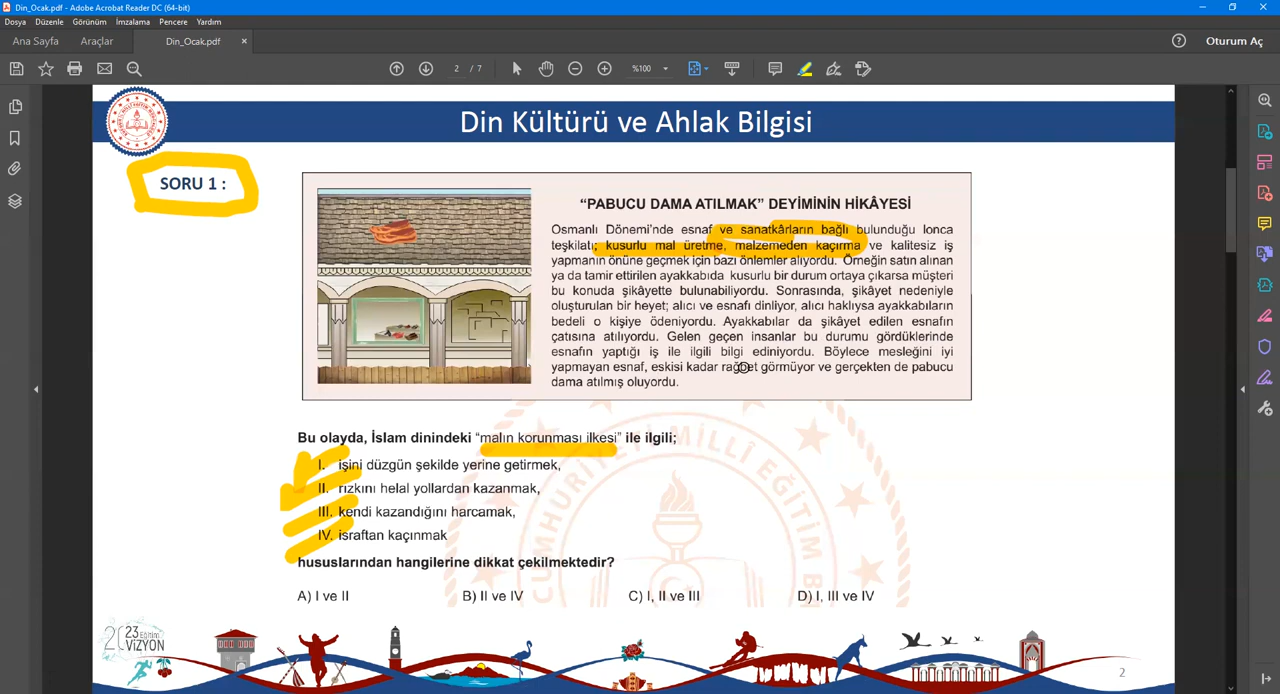 Din_Ocak.pdf - Adobe Acrobat Reader DC (64-bit)
Dosya Düzenle Görünüm İmzalama Pencere Yardım
Ana Sayfa Araçlar Din_Ocak.pdf × Oturum Aç
2 / 7 %100
Din Kültürü ve Ahlak Bilgisi
SORU 1 :
“PABUCU DAMA ATILMAK” DEYİMİNİN HİKÂYESİ
Osmanlı Dönemi’nde esnaf ve sanatkârların bağlı bulunduğu lonca
teşkilatı; kusurlu mal üretme, malzemeden kaçırma ve kalitesiz iş
yapmanın önüne geçmek için bazı önlemler alıyordu. Örneğin satın alınan
ya da tamir ettirilen ayakkabıda kusurlu bir durum ortaya çıkarsa müşteri
bu konuda şikâyette bulunabiliyordu. Sonrasında, şikâyet nedeniyle
oluşturulan bir heyet; alıcı ve esnafı dinliyor, alıcı haklıysa ayakkabıların
bedeli o kişiye ödeniyordu. Ayakkabılar da şikâyet edilen esnafın
çatısına atılıyordu. Gelen geçen insanlar bu durumu gördüklerinde
esnafın yaptığı iş ile ilgili bilgi ediniyordu. Böylece mesleğini iyi
yapmayan esnaf, eskisi kadar rağbet görmüyor ve gerçekten de pabucu
dama atılmış oluyordu.
Bu olayda, İslam dinindeki “malın korunması ilkesi” ile ilgili;
I. işini düzgün şekilde yerine getirmek,
II. rızkını helal yollardan kazanmak,
III. kendi kazandığını harcamak,
IV. israftan kaçınmak
hususlarından hangilerine dikkat çekilmektedir?
A) I ve II B) II ve IV C) I, II ve III D) I, III ve IV
CUMHURİYETİ MİLLÎ EĞİTİM
2023 Eğitim
VİZYON
2